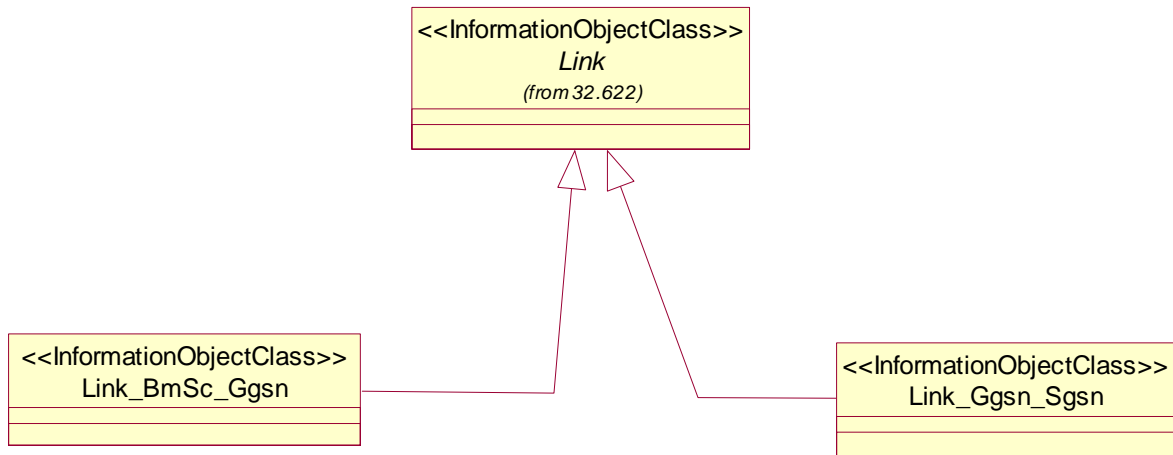 <<InformationObjectClass>>
Link
(from 32.622)
<<InformationObjectClass>>
Link_BmSc_Ggsn
<<InformationObjectClass>>
Link_Ggsn_Sgsn